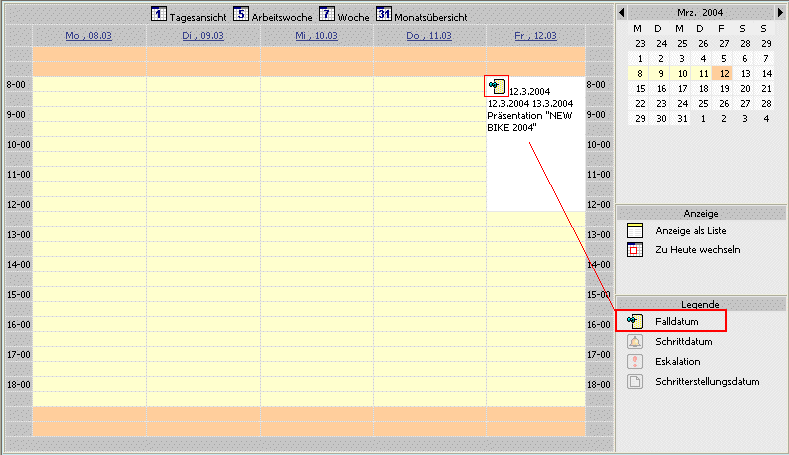 1 Tagesansicht 5 Arbeitswoche 7 Woche 31 Monatsübersicht
Mo , 08.03 Di , 09.03 Mi , 10.03 Do , 11.03 Fr , 12.03
8-00 8-00
9-00 9-00
10-00 10-00
11-00 11-00
12-00 12-00
13-00 13-00
14-00 14-00
15-00 15-00
16-00 16-00
17-00 17-00
18-00 18-00
12.3.2004
12.3.2004 13.3.2004
Präsentation "NEW
BIKE 2004"
Mrz. 2004
M D M D F S S
23 24 25 26 27 28 29
1 2 3 4 5 6 7
8 9 10 11 12 13 14
15 16 17 18 19 20 21
22 23 24 25 26 27 28
29 30 31 1 2 3 4
Anzeige
Anzeige als Liste
Zu Heute wechseln
Legende
Falldatum
Schrittdatum
Eskalation
Schritterstellungsdatum